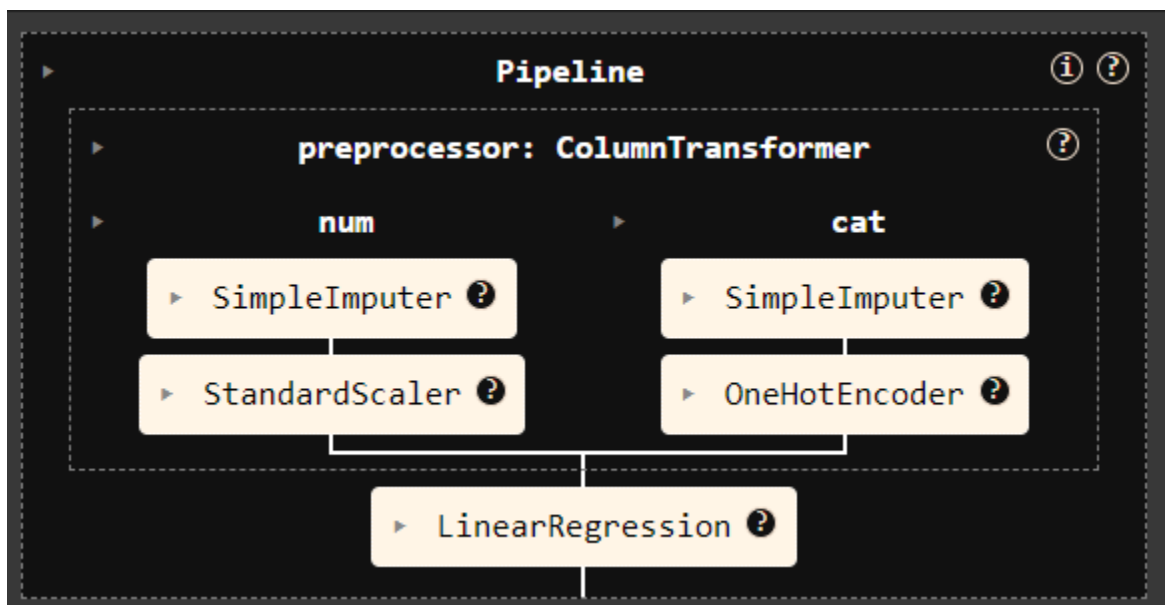 Pipeline i ?
preprocessor: ColumnTransformer ?
num cat
SimpleImputer ? SimpleImputer ?
StandardScaler ? OneHotEncoder ?
LinearRegression ?